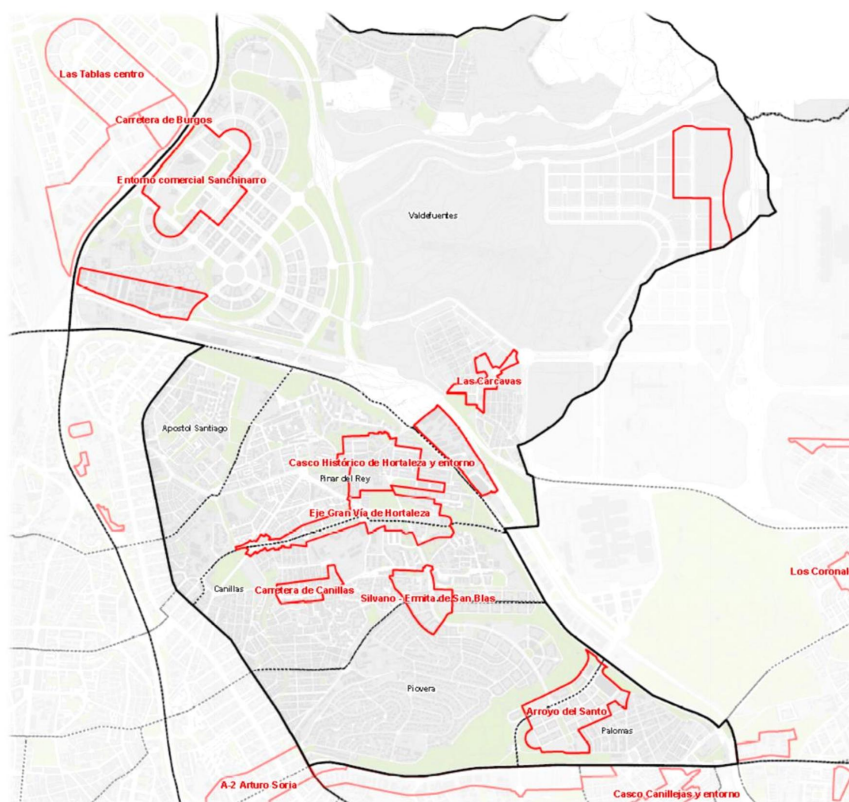 Las Tablas centro
Carretera de Burgos
Entorno comercial Sanchinarro
Valdefuentes
Las Cárcavas
Apostol Santiago
Casco Histórico de Hortaleza y entorno
Pinar del Rey
Eje Gran Vía de Hortaleza
Los Coronal
Canillas
Carretera de Canillas
Silvano - Ermita de San Blas
Piovera
Arroyo del Santo
Palomas
A-2 Arturo Soria
Casco Canillejas y entorno